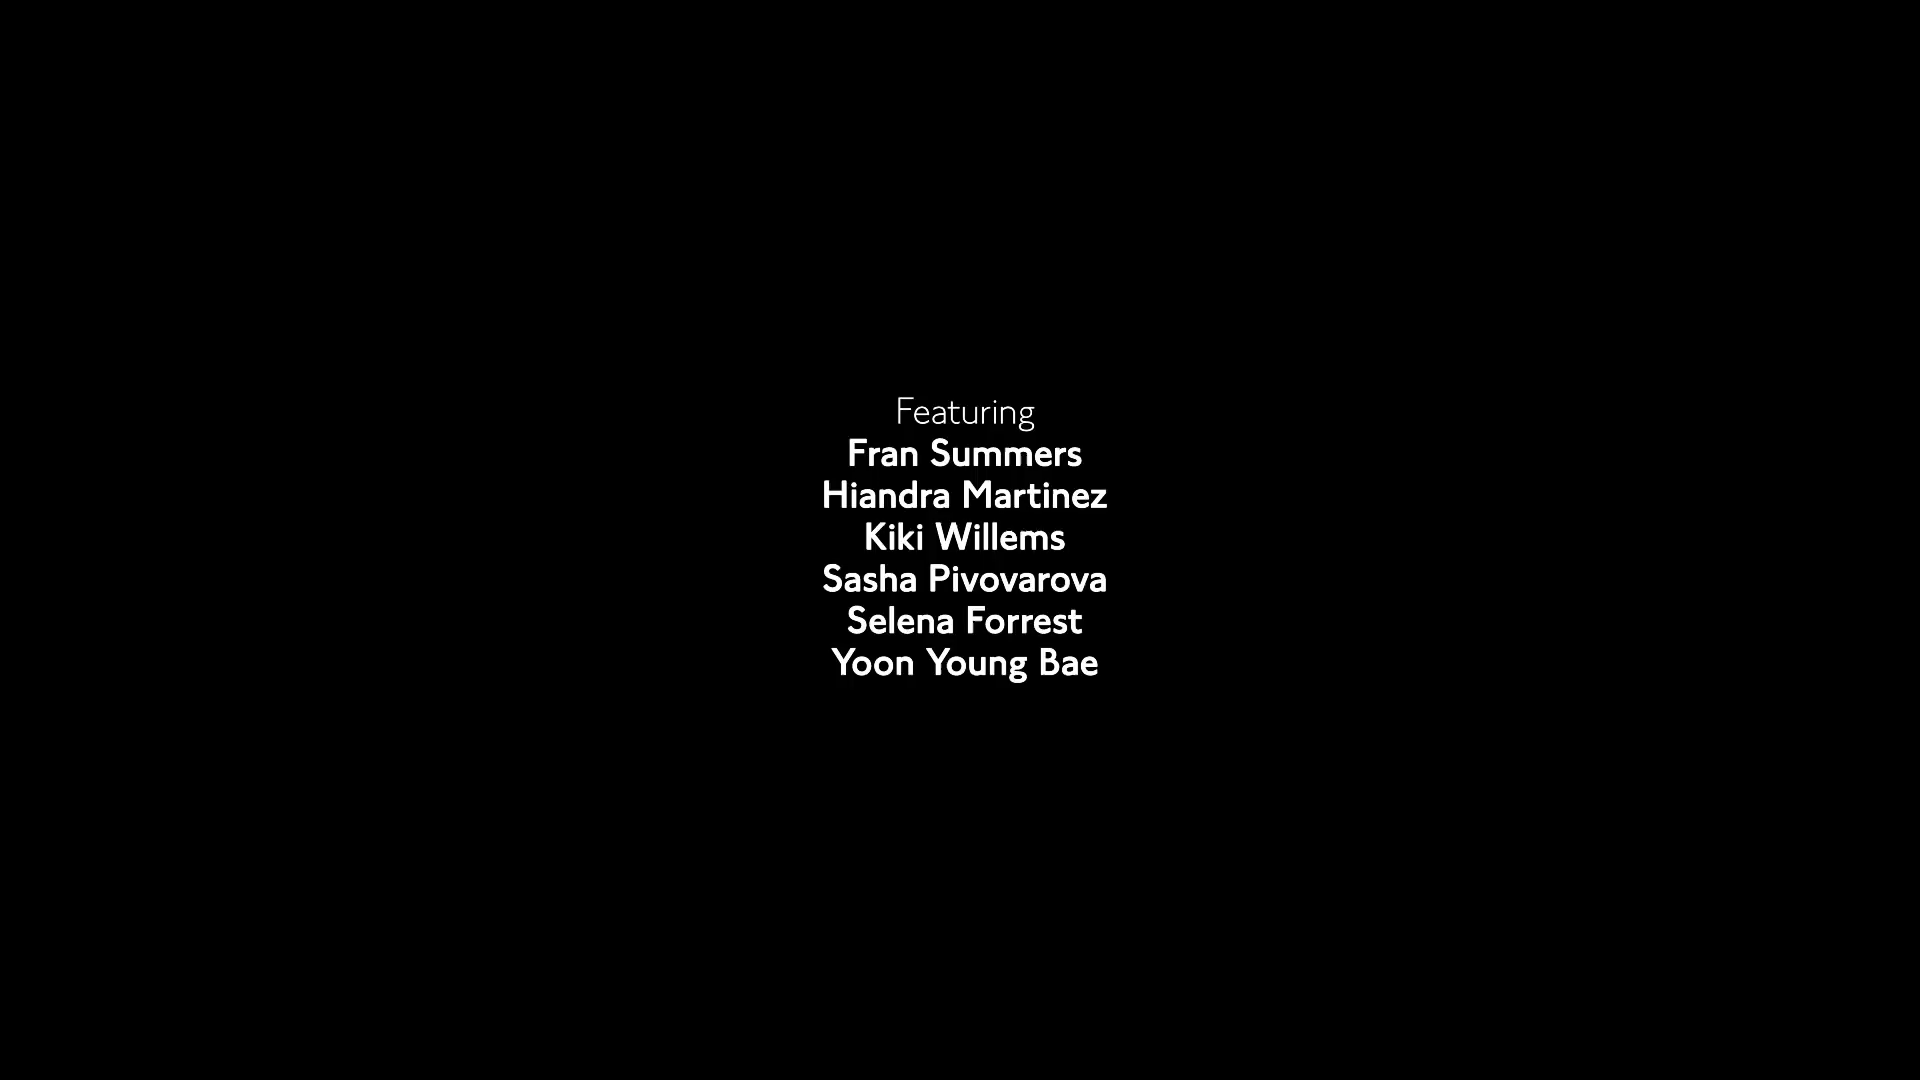 Featuring
Fran Summers
Hiandra Martinez
Kiki Willems
Sasha Pivovarova
Selena Forrest
Yoon Young Bae